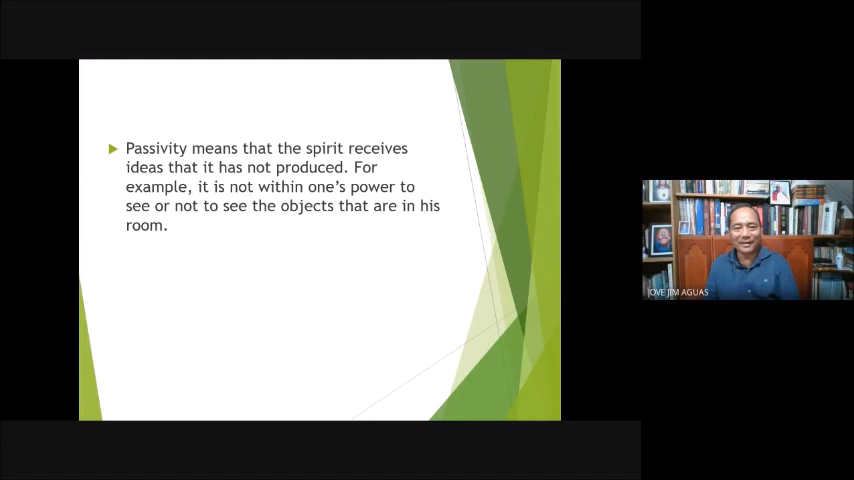 Passivity means that the spirit receives
ideas that it has not produced. For
example, it is not within one's power to
see or not to see the objects that are in his
room.
JOVE JIM AGUAS